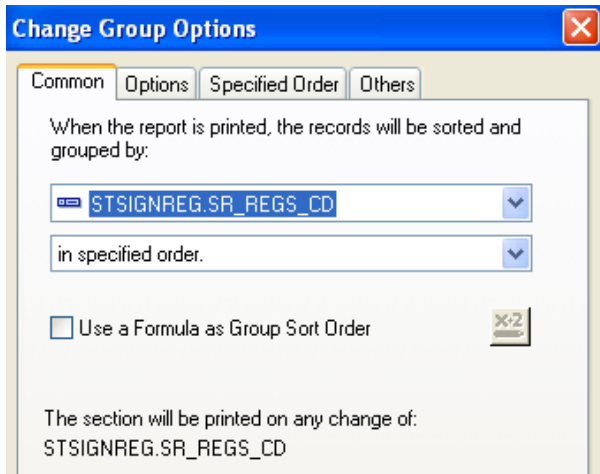 Change Group Options
Common Options Specified Order Others
When the report is printed, the records will be sorted and
grouped by:
STSIGNREG.SR_REGS_CD
in specified order.
Use a Formula as Group Sort Order
X+2
The section will be printed on any change of:
STSIGNREG.SR_REGS_CD